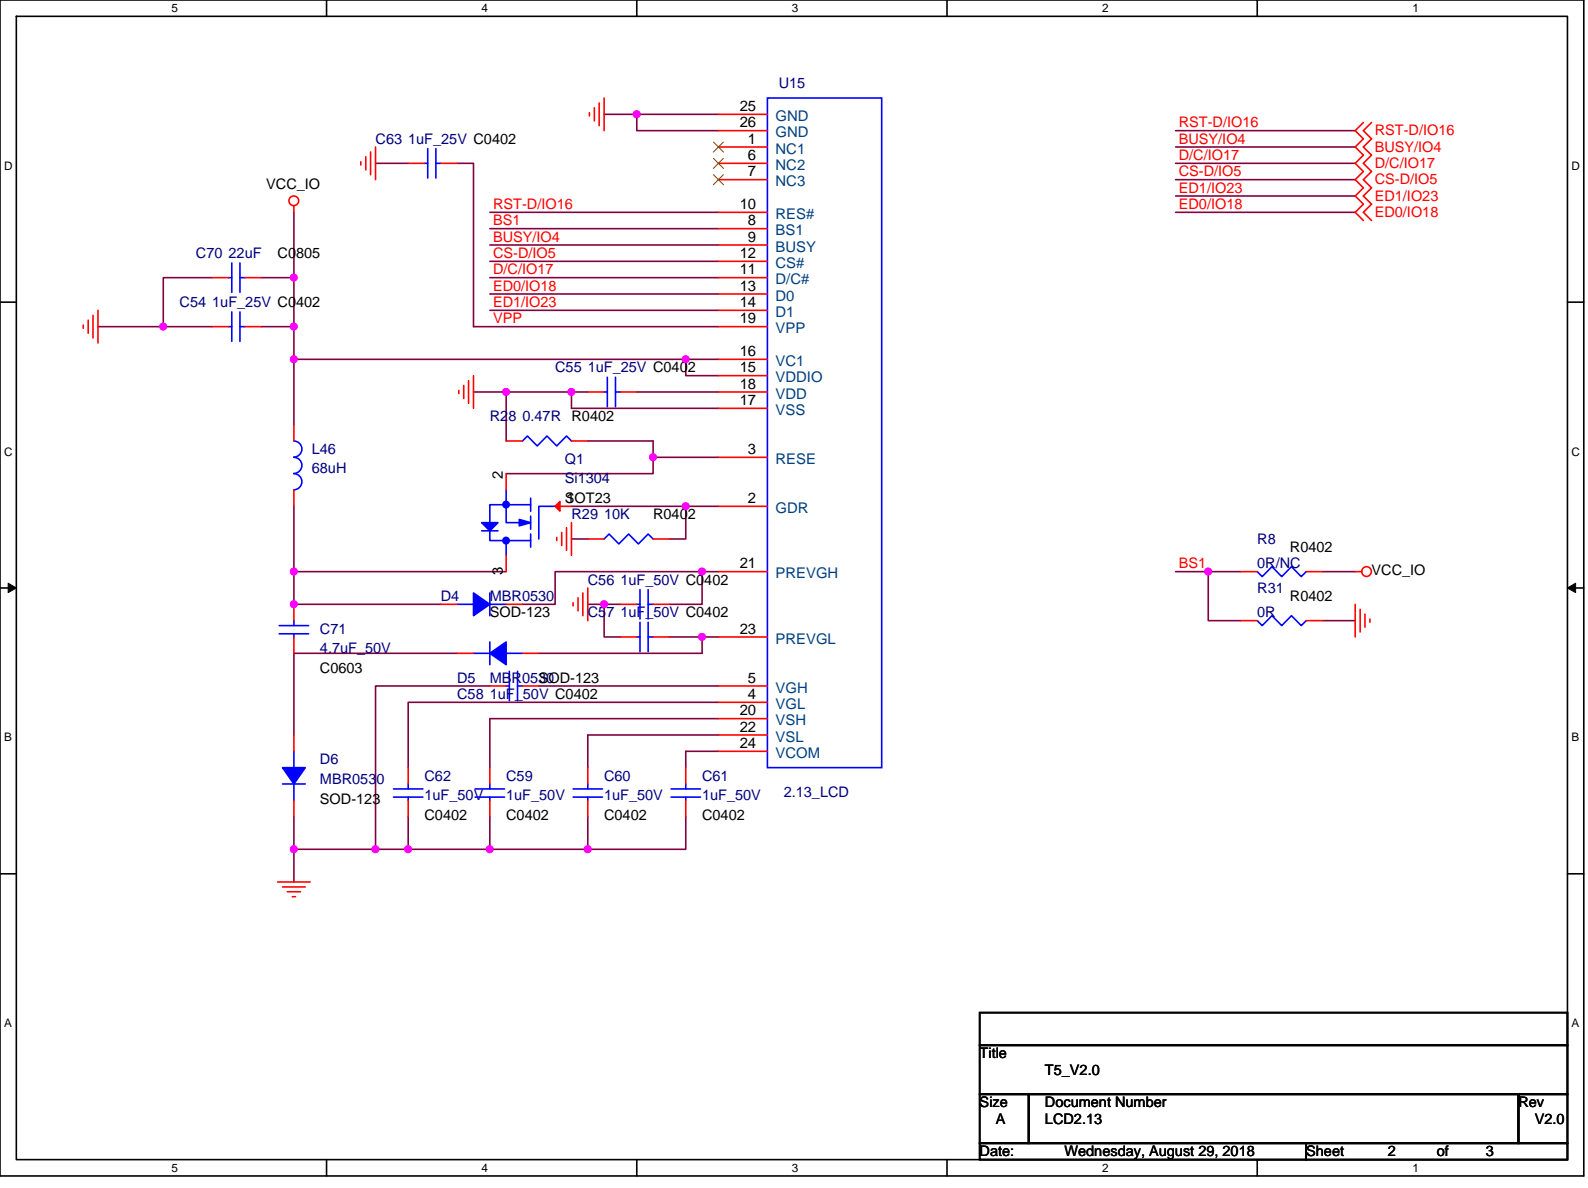 5 4 3 2 1
D
D
C
C
B
B
A
A
U15
25 GND
26 GND
1 NC1
6 NC2
7 NC3
RST-D/IO16 10 RES#
BS1 8 BS1
BUSY/IO4 9 BUSY
CS-D/IO5 12 CS#
D/C/IO17 11 D/C#
ED0/IO18 13 D0
ED1/IO23 14 D1
VPP 19 VPP
16 VC1
15 VDDIO
18 VDD
17 VSS
3 RESE
2 GDR
21 PREVGH
23 PREVGL
5 VGH
4 VGL
20 VSH
22 VSL
24 VCOM
2.13_LCD
C63 1uF_25V C0402
VCC_IO
C70 22uF C0805
C54 1uF_25V C0402
C55 1uF_25V C0402
R28 0.47R R0402
L46
68uH
Q1
Si1304
SOT23
2
1
3
R29 10K R0402
C56 1uF_50V C0402
C57 1uF_50V C0402
D4 MBR0530
SOD-123
C71
4.7uF_50V
C0603
D5 MBR0530 SOD-123
C58 1uF_50V C0402
D6
MBR0530
SOD-123
C62
1uF_50V
C0402
C59
1uF_50V
C0402
C60
1uF_50V
C0402
C61
1uF_50V
C0402
RST-D/IO16 RST-D/IO16
BUSY/IO4 BUSY/IO4
D/C/IO17 D/C/IO17
CS-D/IO5 CS-D/IO5
ED1/IO23 ED1/IO23
ED0/IO18 ED0/IO18
R8 R0402
BS1 0R/NC VCC_IO
R31 R0402
0R
Title
T5_V2.0
Size Document Number Rev
A LCD2.13 V2.0
Date: Wednesday, August 29, 2018 Sheet 2 of 3
5 4 3 2 1